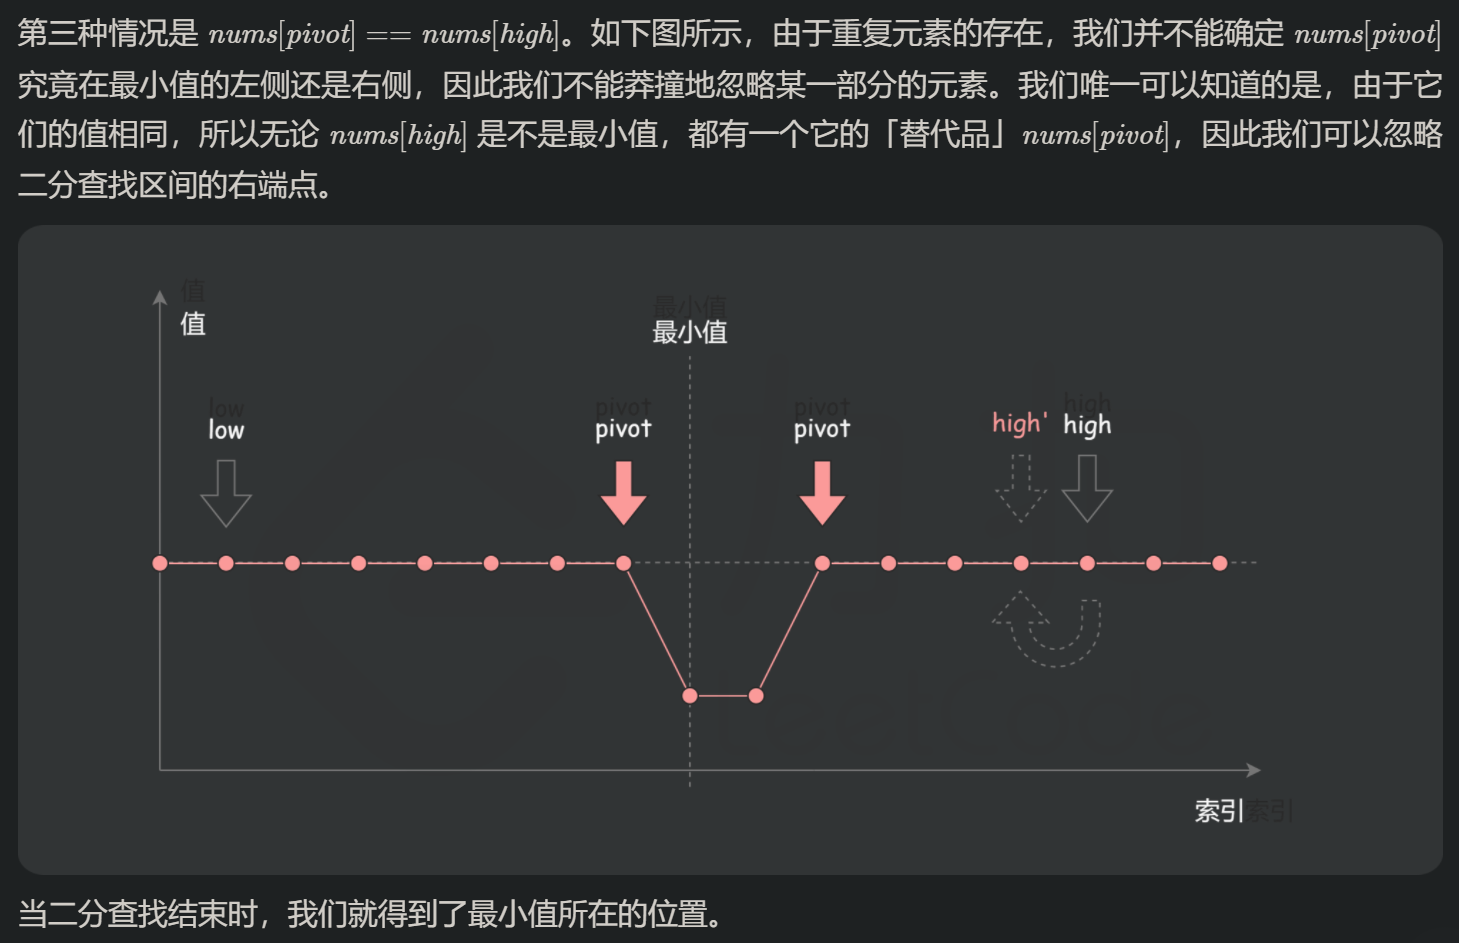 第三种情况是 nums[pivot] == nums[high]。如下图所示，由于重复元素的存在，我们并不能确定 nums[pivot]
究竟在最小值的左侧还是右侧，因此我们不能莽撞地忽略某一部分的元素。我们唯一可以知道的是，由于它
们的值相同，所以无论 nums[high] 是不是最小值，都有一个它的「替代品」nums[pivot]，因此我们可以忽略
二分查找区间的右端点。
值
值
最小值
最小值
low
low
pivot
pivot
pivot
pivot
high'
high
high
索引索引
当二分查找结束时，我们就得到了最小值所在的位置。